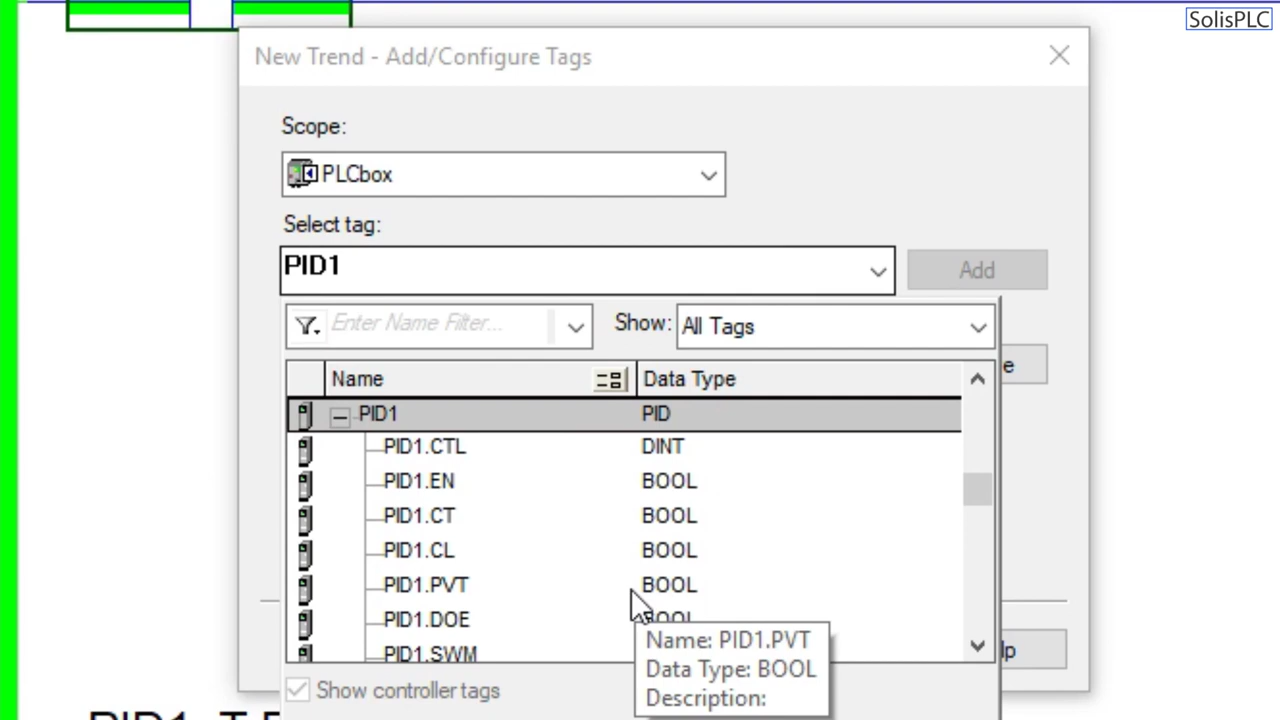 SolisPLC
New Trend - Add/Configure Tags
Scope:
PLCbox
Select tag:
PID1
Add
Enter Name Filter...
Show:
All Tags
Name
Data Type
PID1
PID
PID1.CTL
DINT
PID1.EN
BOOL
PID1.CT
BOOL
PID1.CL
BOOL
PID1.PVT
BOOL
PID1.DOE
BOOL
PID1.SWM
Name: PID1.PVT
Data Type: BOOL
Description:
Show controller tags